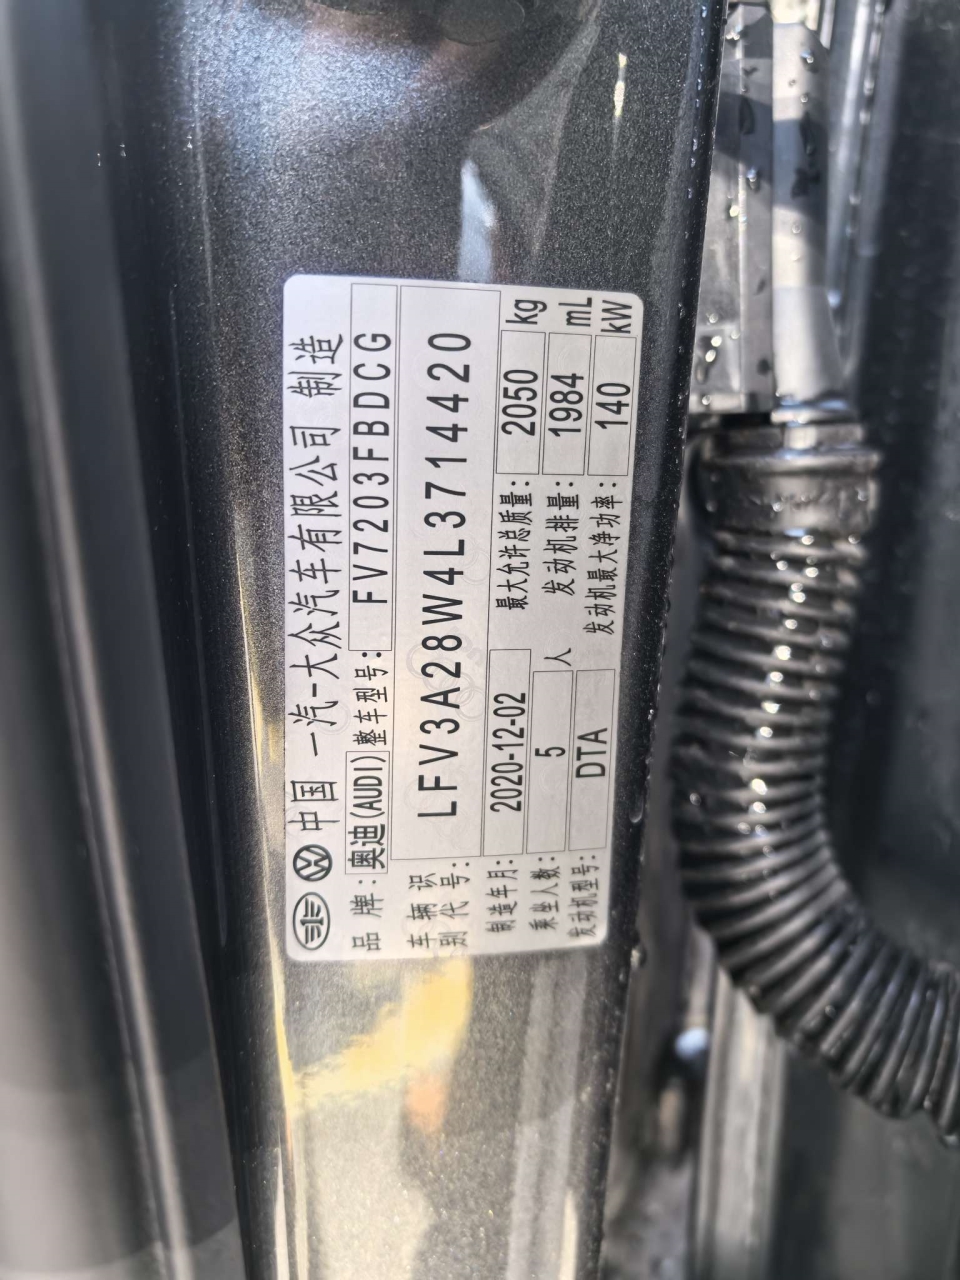 中国 一汽-大众汽车有限公司 制造
品牌: 奥迪(AUDI) 整车型号: FV7203FBDCG
车辆识别代号: LFV3A28W4L3714420
制造年月: 2020-12-02 最大允许总质量: 2050 kg
乘坐人数: 5 人 发动机排量: 1984 mL
发动机型号: DTA 发动机最大净功率: 140 kW